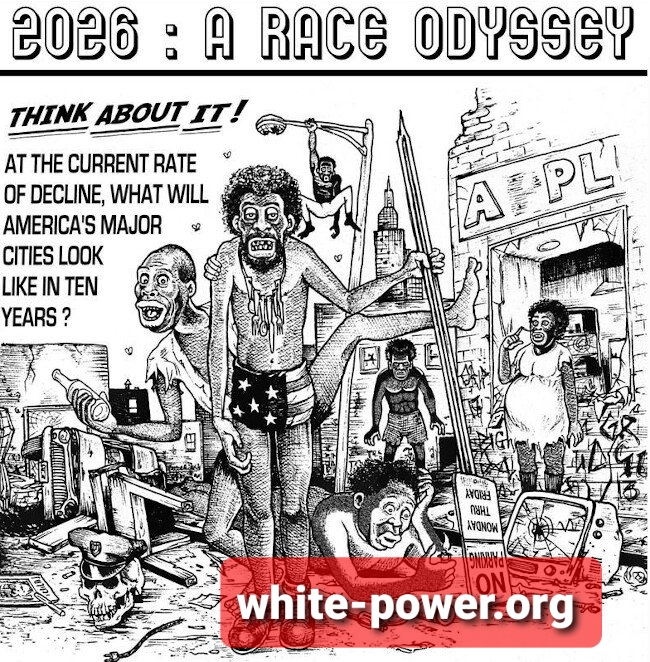 2026 : A RACE ODYSSEY
THINK ABOUT IT!
AT THE CURRENT RATE
OF DECLINE, WHAT WILL
AMERICA'S MAJOR
CITIES LOOK
LIKE IN TEN
YEARS ?
A PL
NO
PARKING
MONDAY
THRU
FRIDAY
white-power.org